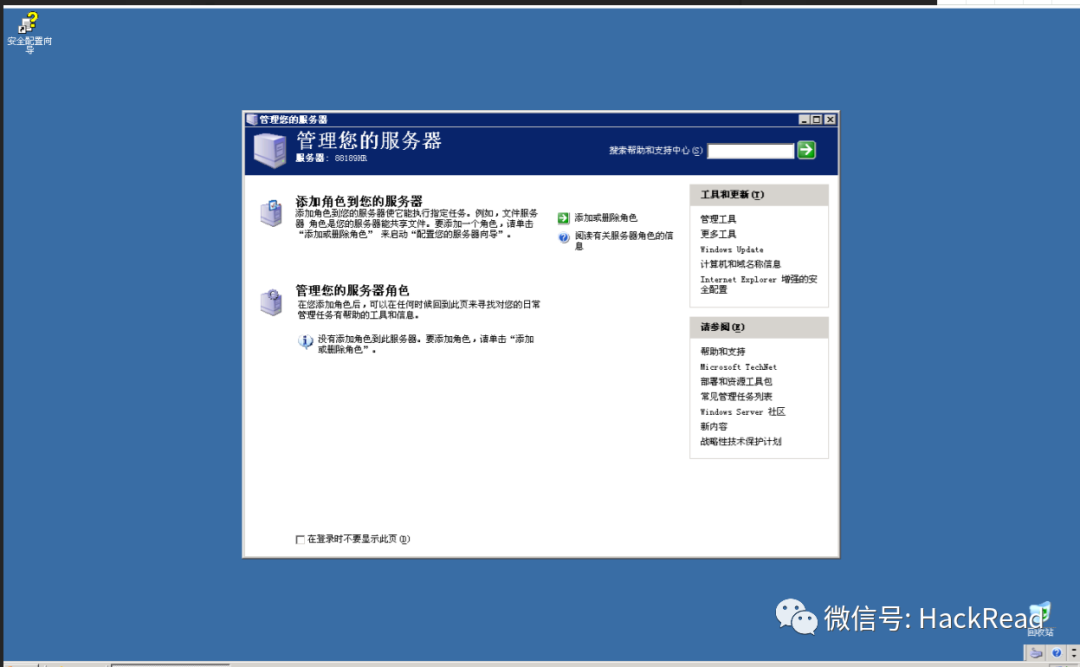 安全配置向
导
管理您的服务器
管理您的服务器
搜索帮助和支持中心(S)
添加角色到您的服务器
添加角色到您的服务器使它能执行指定任务。例如，文件服务
器 角色是您的服务器能共享文件。要添加一个角色，请单击
“添加或删除角色” 来启动“配置您的服务器向导”。
添加或删除角色
阅读有关服务器角色的信
息
管理您的服务器角色
在您添加角色后，可以在任何时候回到此页来寻找对您的日常
管理任务有帮助的工具和信息。
没有添加角色到此服务器。要添加角色，请单击“添加
或删除角色”。
工具和更新(T)
管理工具
更多工具
Windows Update
计算机和域名称信息
Internet Explorer 增强的安
全配置
请参阅(E)
帮助和支持
Microsoft TechNet
部署和资源工具包
常见管理任务列表
Windows Server 社区
新内容
战略性技术保护计划
在登录时不要显示此页(D)
微信号: HackRead
回收站